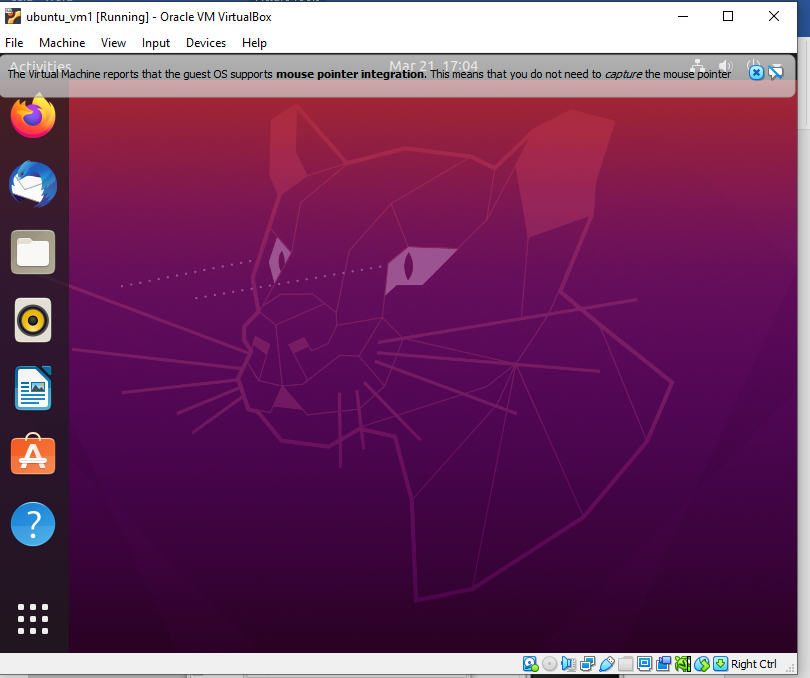 ubuntu_vm1 [Running] - Oracle VM VirtualBox
File Machine View Input Devices Help
Activities Mar 21 17:04
The Virtual Machine reports that the guest OS supports mouse pointer integration. This means that you do not need to capture the mouse pointer
Right Ctrl